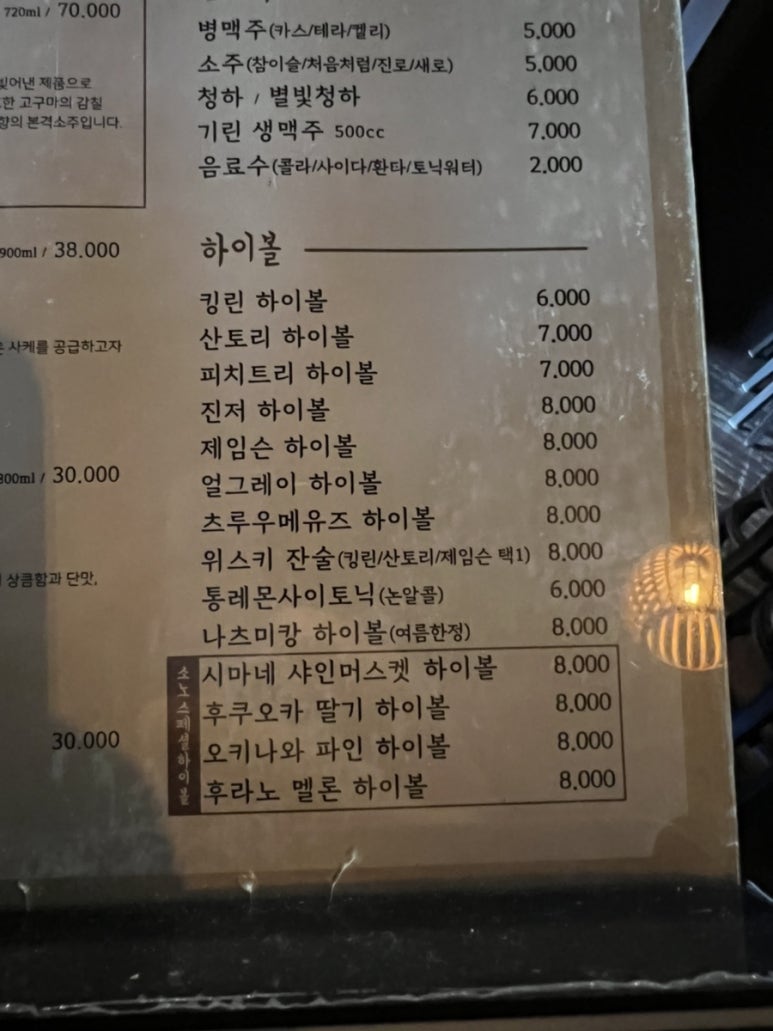 720ml / 70.000
빚어낸 제품으로
한 고구마의 감칠
향의 본격소주입니다.
900ml / 38.000
사케를 공급하고자
30.000
상큼함과 단맛,
30.000
병맥주(카스/테라/켈리) 5,000
소주(참이슬/처음처럼/진로/새로) 5,000
청하 / 별빛청하 6,000
기린 생맥주 500cc 7,000
음료수(콜라/사이다/환타/토닉워터) 2,000
하이볼
킹린 하이볼 6,000
산토리 하이볼 7,000
피치트리 하이볼 7,000
진저 하이볼 8,000
제임슨 하이볼 8,000
얼그레이 하이볼 8,000
츠루우메유즈 하이볼 8,000
위스키 잔술(킹린/산토리/제임슨 택1) 8,000
통레몬사이토닉(논알콜) 6,000
나츠미캉 하이볼(여름한정) 8,000
소노스페셜하이볼
시마네 샤인머스켓 하이볼 8,000
후쿠오카 딸기 하이볼 8,000
오키나와 파인 하이볼 8,000
후라노 멜론 하이볼 8,000